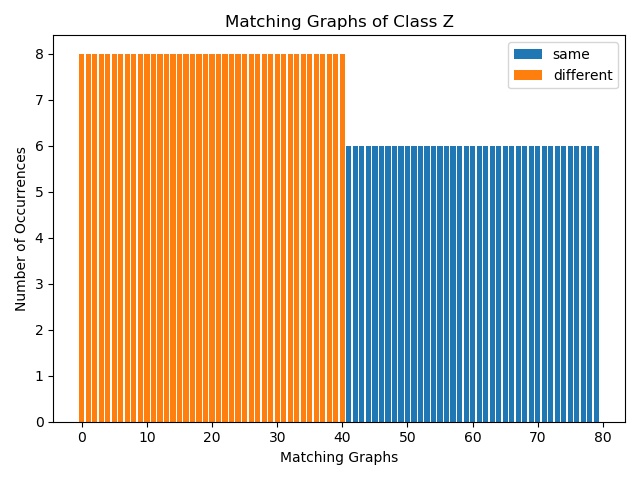 Matching Graphs of Class Z
same
different
8
7
6
5
4
3
2
1
0
Number of Occurrences
0 10 20 30 40 50 60 70 80
Matching Graphs